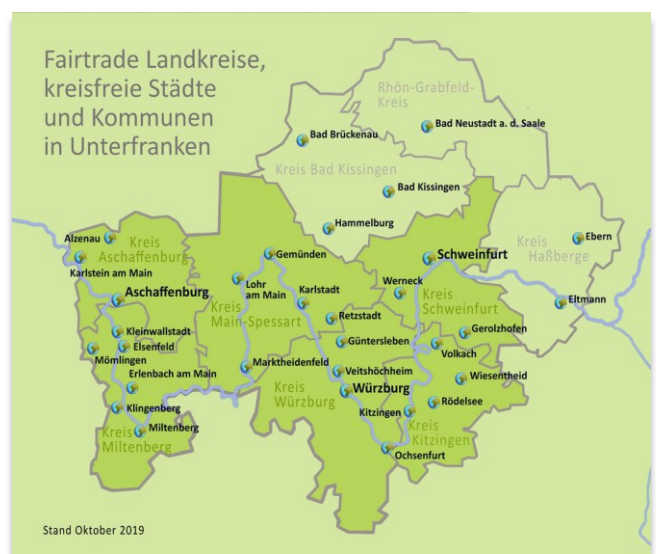 Fairtrade Landkreise,
kreisfreie Städte
und Kommunen
in Unterfranken
Rhön-Grabfeld-
Kreis
Bad Neustadt a. d. Saale
Bad Brückenau
Kreis Bad Kissingen
Bad Kissingen
Hammelburg
Kreis
Haßberge
Ebern
Eltmann
Alzenau
Kreis
Aschaffenburg
Karlstein am Main
Aschaffenburg
Kleinwallstadt
Elsenfeld
Mömlingen
Erlenbach am Main
Klingenberg
Kreis
Miltenberg
Miltenberg
Gemünden
Lohr
am Main
Karlstadt
Kreis
Main-Spessart
Retzstadt
Marktheidenfeld
Güntersleben
Veitshöchheim
Kreis
Würzburg
Würzburg
Schweinfurt
Werneck
Kreis
Schweinfurt
Gerolzhofen
Volkach
Wiesentheid
Rödelsee
Kitzingen
Kreis
Kitzingen
Ochsenfurt
Stand Oktober 2019